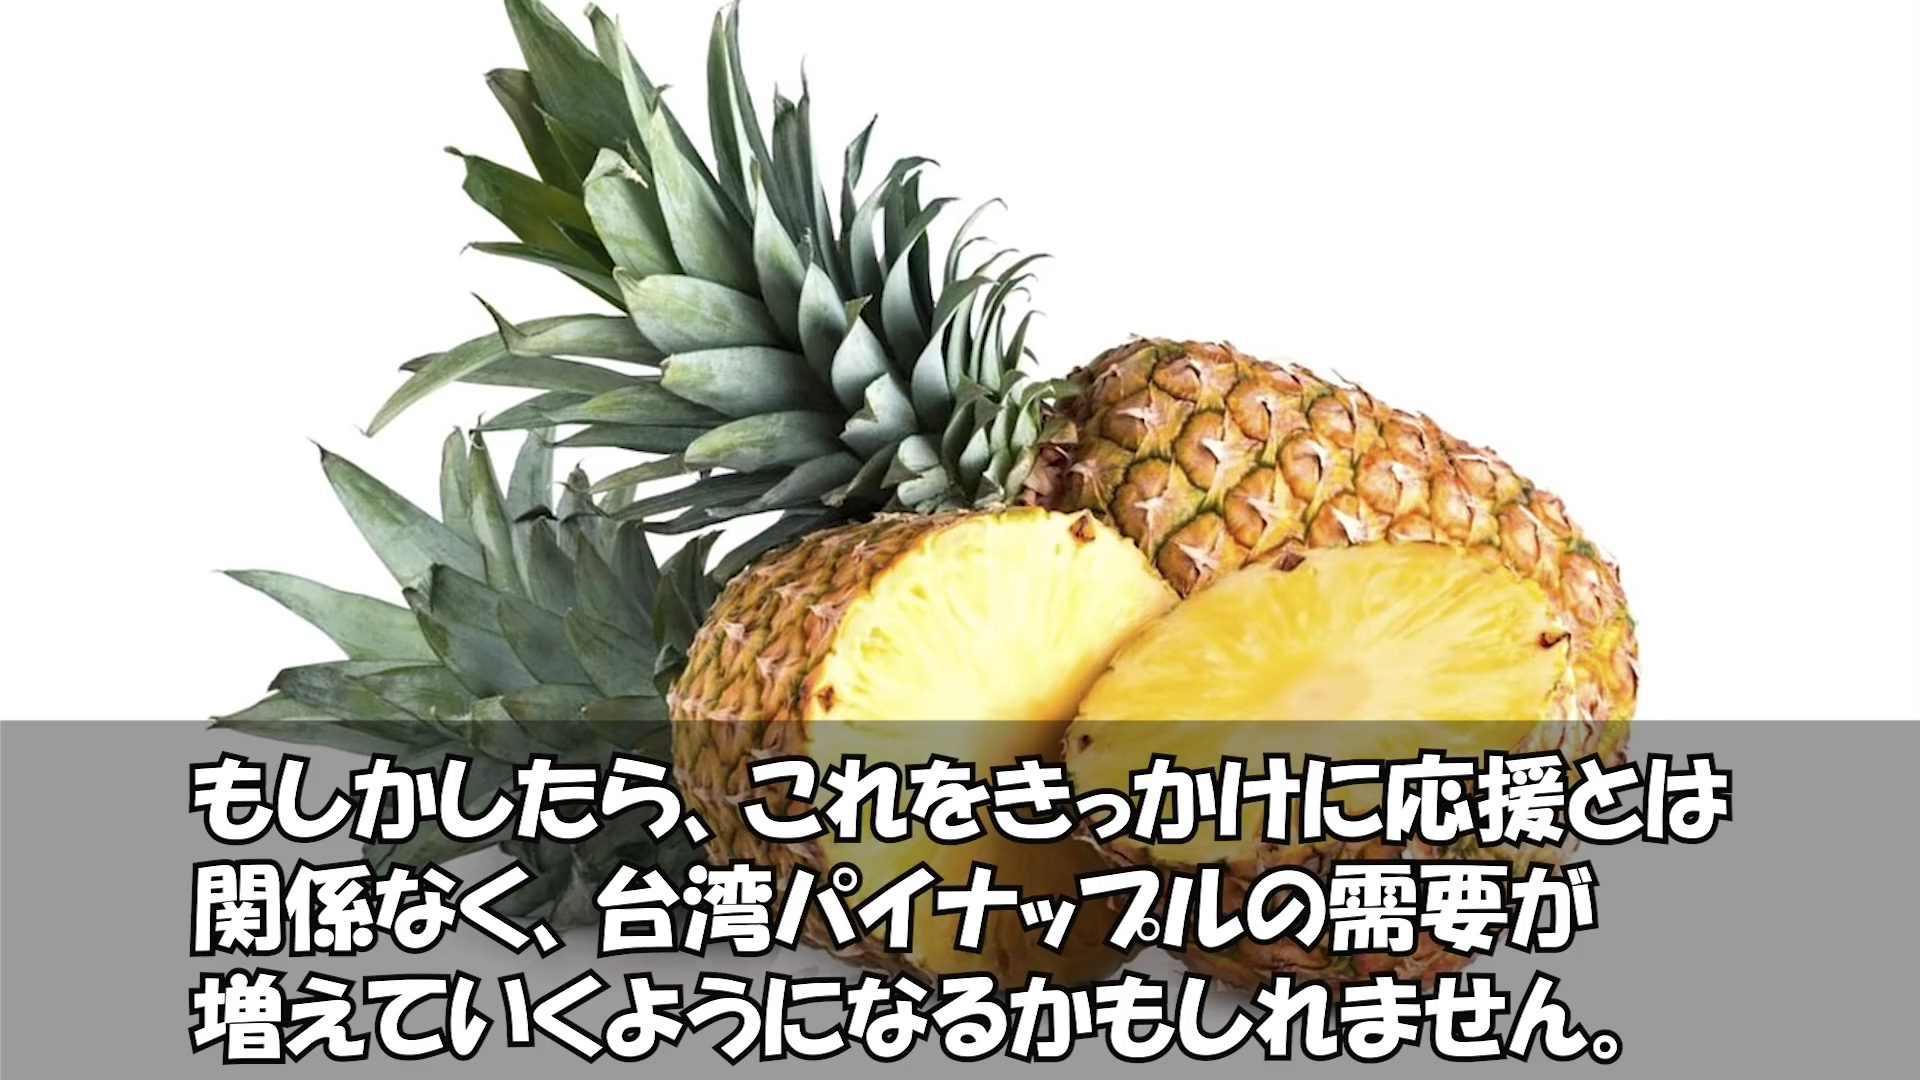 もしかしたら、これをきっかけに応援とは
関係なく、台湾パイナップルの需要が
増えていくようになるかもしれません。